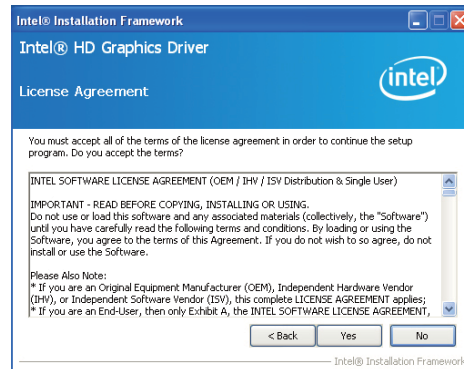 Intel® Installation Framework
Intel® HD Graphics Driver
intel
License Agreement
You must accept all of the terms of the license agreement in order to continue the setup
program. Do you accept the terms?
INTEL SOFTWARE LICENSE AGREEMENT (OEM / IHV / ISV Distribution & Single User)
IMPORTANT - READ BEFORE COPYING, INSTALLING OR USING.
Do not use or load this software and any associated materials (collectively, the "Software")
until you have carefully read the following terms and conditions. By loading or using the
Software, you agree to the terms of this Agreement. If you do not wish to so agree, do not
install or use the Software.
Please Also Note:
* If you are an Original Equipment Manufacturer (OEM), Independent Hardware Vendor
(IHV), or Independent Software Vendor (ISV), this complete LICENSE AGREEMENT applies;
* If you are an End-User, then only Exhibit A, the INTEL SOFTWARE LICENSE AGREEMENT,
< Back Yes No
Intel® Installation Framework